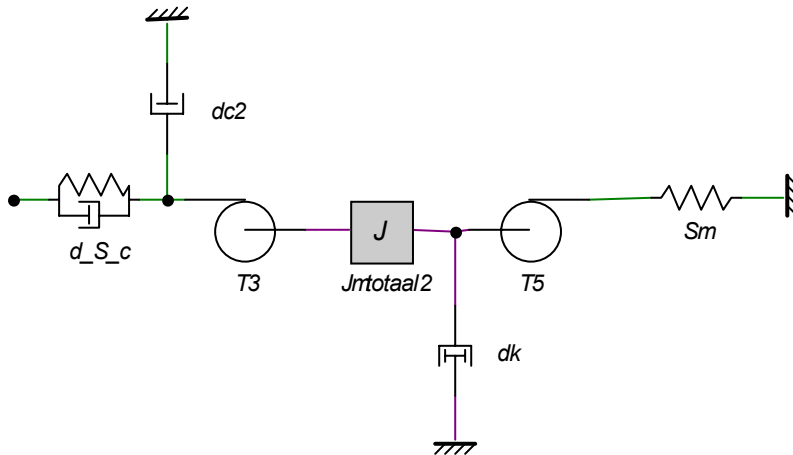 dc2
d_S_c
T3
J
Jmtotaal2
T5
Sm
dk